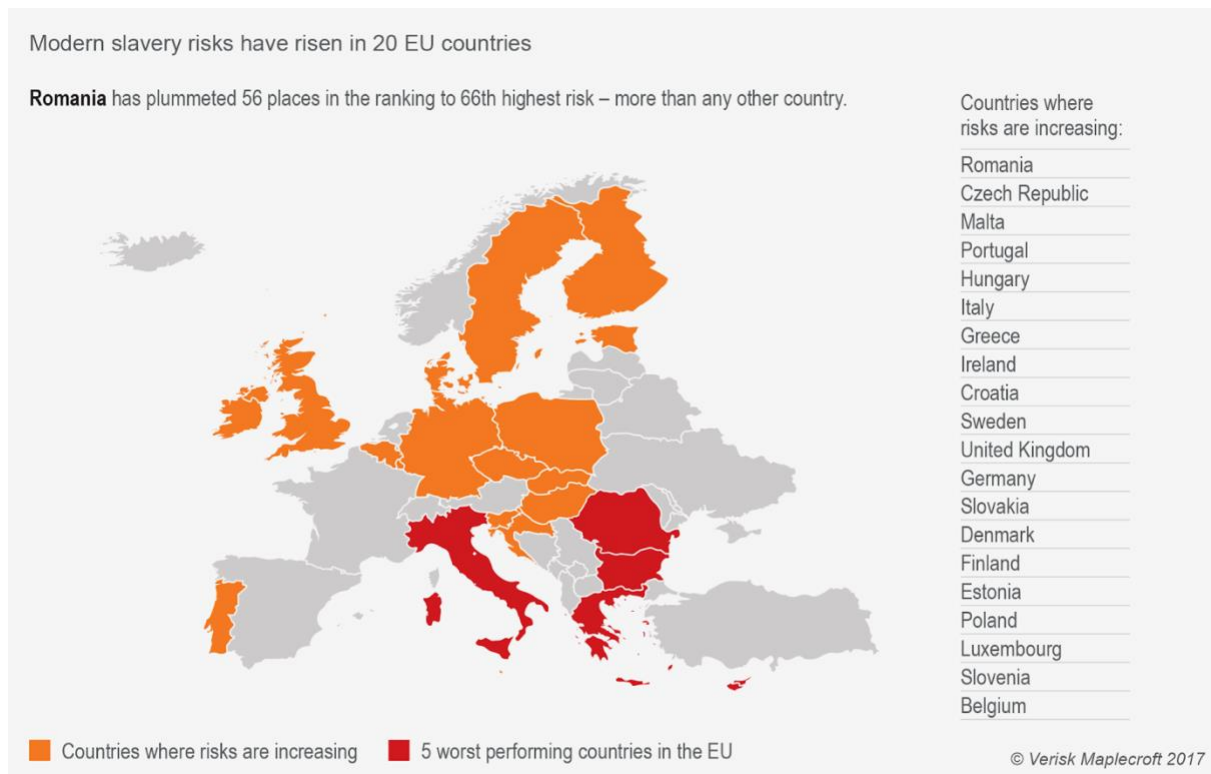 Modern slavery risks have risen in 20 EU countries
Romania has plummeted 56 places in the ranking to 66th highest risk – more than any other country.
Countries where
risks are increasing:
Romania
Czech Republic
Malta
Portugal
Hungary
Italy
Greece
Ireland
Croatia
Sweden
United Kingdom
Germany
Slovakia
Denmark
Finland
Estonia
Poland
Luxembourg
Slovenia
Belgium
Countries where risks are increasing
5 worst performing countries in the EU
© Verisk Maplecroft 2017